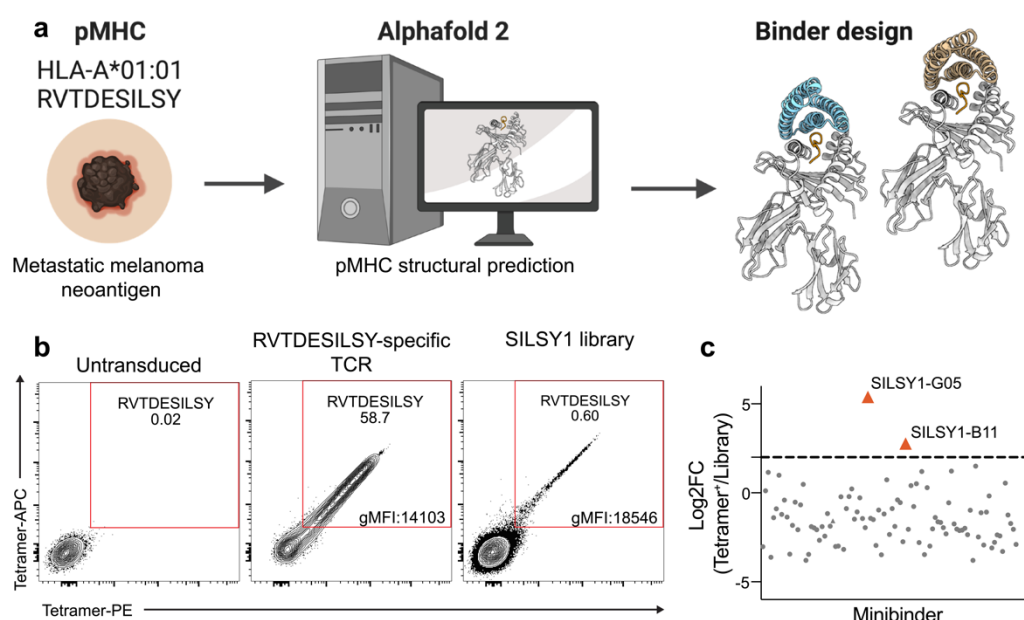 a
pMHC
HLA-A*01:01
RVTDESILSY
Metastatic melanoma
neoantigen
Alphafold 2
pMHC structural prediction
Binder design
b
Untransduced
RVTDESILSY
0.02
RVTDESILSY-specific
TCR
RVTDESILSY
58.7
gMFI:14103
SILSY1 library
RVTDESILSY
0.60
gMFI:18546
Tetramer-APC
Tetramer-PE
c
SILSY1-G05
SILSY1-B11
5
0
-5
Log2FC
(Tetramer⁺/Library)
Minibinder